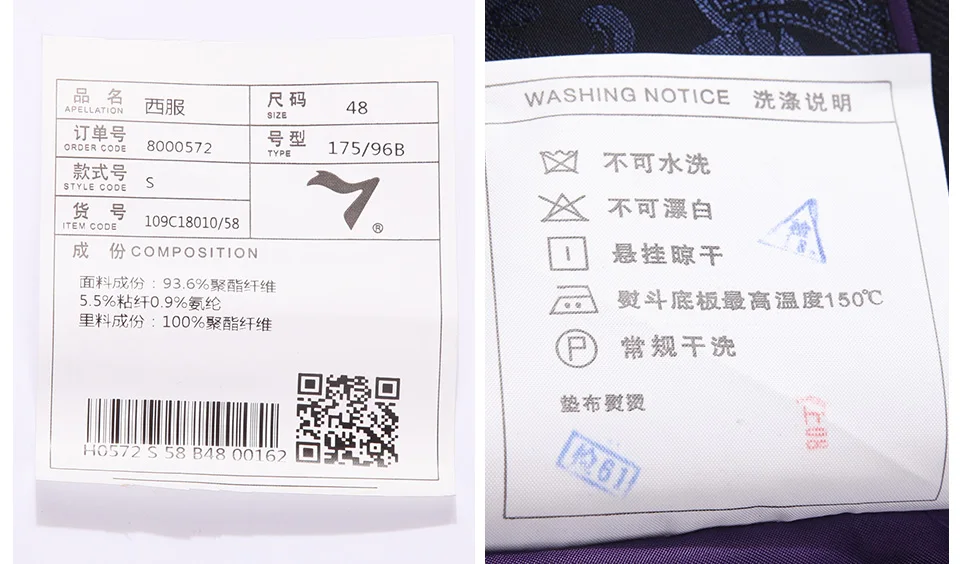 品 名
APELLATION
西服
尺码
SIZE
48
订单号
ORDER CODE
8000572
号型
TYPE
175/96B
款式号
STYLE CODE
S
货 号
ITEM CODE
109C18010/58
®
成 份 COMPOSITION
面料成份：93.6%聚酯纤维
5.5%粘纤0.9%氨纶
里料成份：100%聚酯纤维
H0572 S 58 B48 00162
WASHING NOTICE 洗涤说明
不可水洗
不可漂白
悬挂晾干
熨斗底板最高温度150℃
P
常规干洗
垫布熨烫
检61